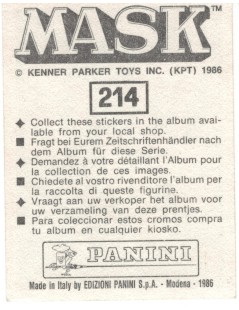 MASK™
© KENNER PARKER TOYS INC. (KPT) 1986
214
Collect these stickers in the album avai-
lable from your local shop.
Fragt bei Eurem Zeitschriftenhändler nach
dem Album für diese Serie.
Demandez à votre détaillant l'Album pour
la collection de ces images.
Chiedete al vostro rivenditore l'album per
la raccolta di queste figurine.
Vraagt aan uw verkoper het album voor
uw verzameling van deze prentjes.
Para coleccionar estos cromos compra
tu album en cualquier kiosko.
PANINI
Made in Italy by EDIZIONI PANINI S.p.A. - Modena - 1986